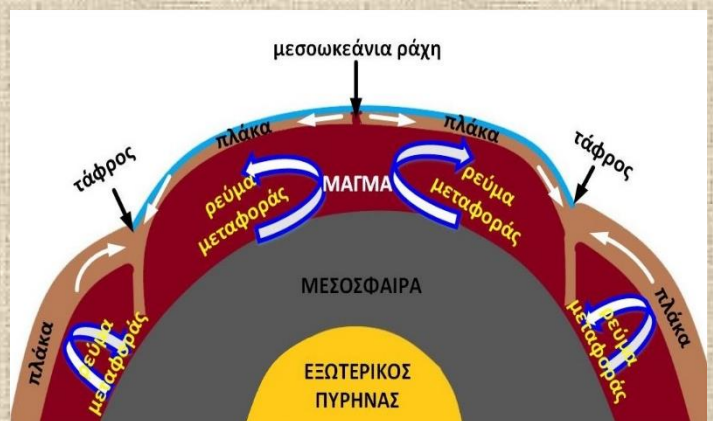 μεσοωκεάνια ράχη
πλάκα
πλάκα
τάφρος
τάφρος
ρεύμα
μεταφοράς
ΜΑΓΜΑ
ρεύμα
μεταφοράς
ΜΕΣΟΣΦΑΙΡΑ
πλάκα
ρεύμα
μεταφοράς
ρεύμα
μεταφοράς
πλάκα
ΕΞΩΤΕΡΙΚΟΣ
ΠΥΡΗΝΑΣ